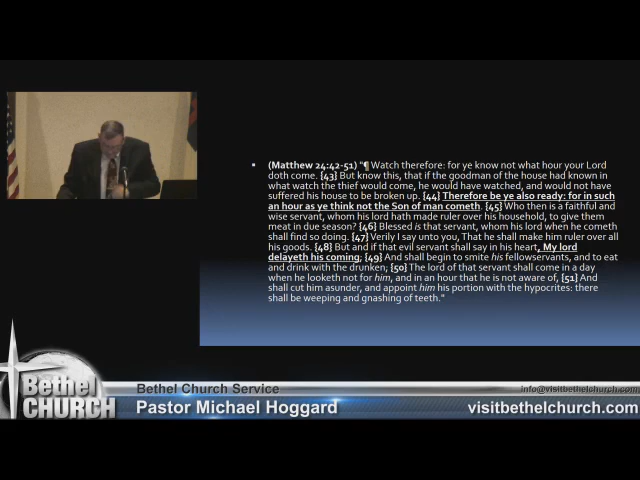 (Matthew 24:42-51) "¶ Watch therefore: for ye know not what hour your Lord
doth come. {43} But know this, that if the goodman of the house had known in
what watch the thief would come, he would have watched, and would not have
suffered his house to be broken up. {44} Therefore be ye also ready: for in such
an hour as ye think not the Son of man cometh. {45} Who then is a faithful and
wise servant, whom his lord hath made ruler over his household, to give them
meat in due season? {46} Blessed is that servant, whom his lord when he cometh
shall find so doing. {47} Verily I say unto you, That he shall make him ruler over all
his goods. {48} But and if that evil servant shall say in his heart, My lord
delayeth his coming; {49} And shall begin to smite his fellowservants, and to eat
and drink with the drunken; {50} The lord of that servant shall come in a day
when he looketh not for him, and in an hour that he is not aware of, {51} And
shall cut him asunder, and appoint him his portion with the hypocrites: there
shall be weeping and gnashing of teeth."
Bethel
CHURCH
Bethel Church Service
info@visitbethelchurch.com
Pastor Michael Hoggard
visitbethelchurch.com